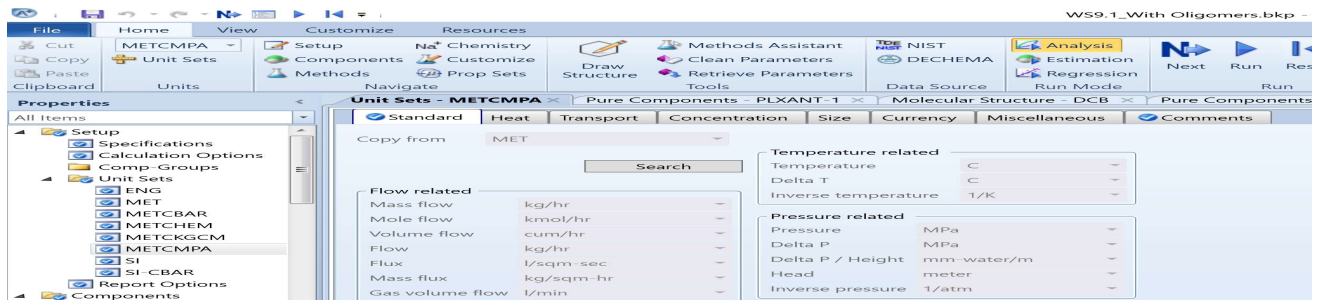 WS9.1_With Oligomers.bkp -
File Home View Customize Resources
Cut METCMPA Setup Na+ Chemistry Methods Assistant NIST Analysis
Copy Unit Sets Components Customize Draw Structure Clean Parameters DECHEMA Estimation Next Run Res
Paste Methods Prop Sets Retrieve Parameters Regression
Clipboard Units Navigate Tools Data Source Run Mode Run
Properties < Unit Sets - METCMPA × Pure Components - PLXANT-1 × Molecular Structure - DCB × Pure Components
All Items Standard Heat Transport Concentration Size Currency Miscellaneous Comments
Setup
Specifications
Calculation Options
Comp-Groups
Unit Sets
ENG
MET
METCBAR
METCHEM
METCKGCM
METCMPA
SI
SI-CBAR
Report Options
Components
Copy from MET
Search
Flow related
Mass flow kg/hr
Mole flow kmol/hr
Volume flow cum/hr
Flow kg/hr
Flux l/sqm-sec
Mass flux kg/sqm-hr
Gas volume flow l/min
Temperature related
Temperature C
Delta T C
Inverse temperature 1/K
Pressure related
Pressure MPa
Delta P MPa
Delta P / Height mm-water/m
Head meter
Inverse pressure 1/atm